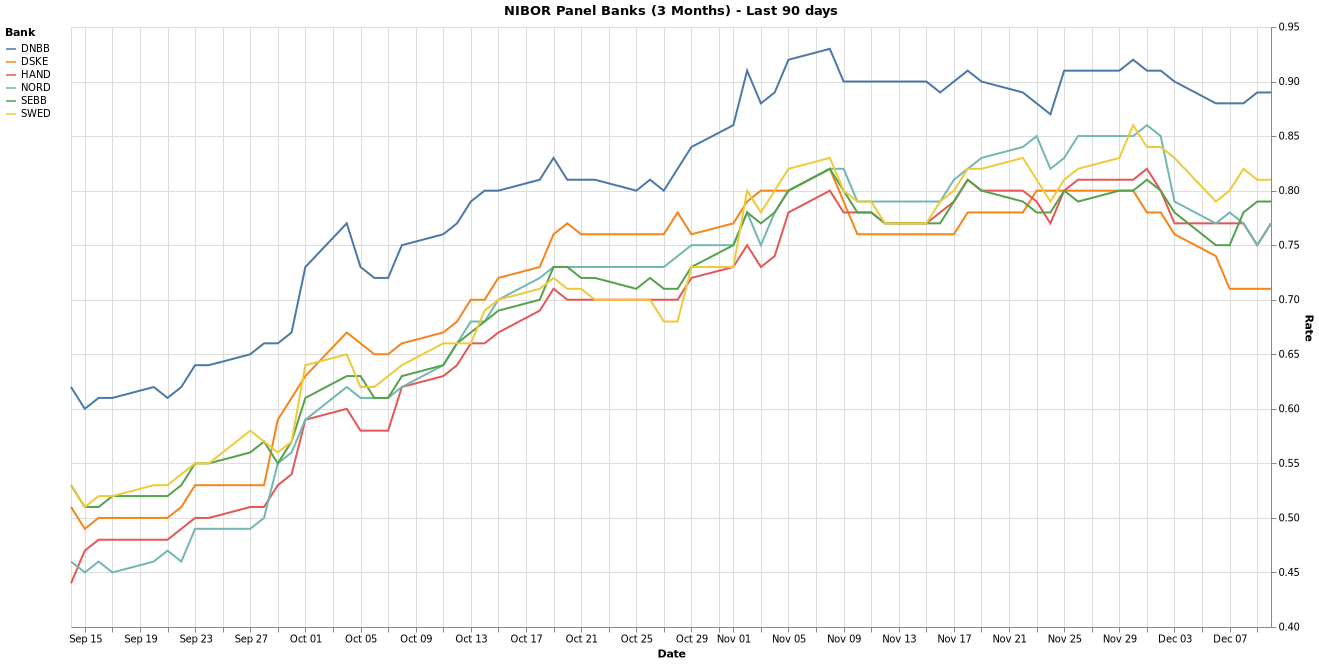 NIBOR Panel Banks (3 Months) - Last 90 days
Bank
DNBB
DSKE
HAND
NORD
SEBB
SWED
0.95
0.90
0.85
0.80
0.75
0.70
0.65
0.60
0.55
0.50
0.45
0.40
Rate
Sep 15 Sep 19 Sep 23 Sep 27 Oct 01 Oct 05 Oct 09 Oct 13 Oct 17 Oct 21 Oct 25 Oct 29 Nov 01 Nov 05 Nov 09 Nov 13 Nov 17 Nov 21 Nov 25 Nov 29 Dec 03 Dec 07
Date